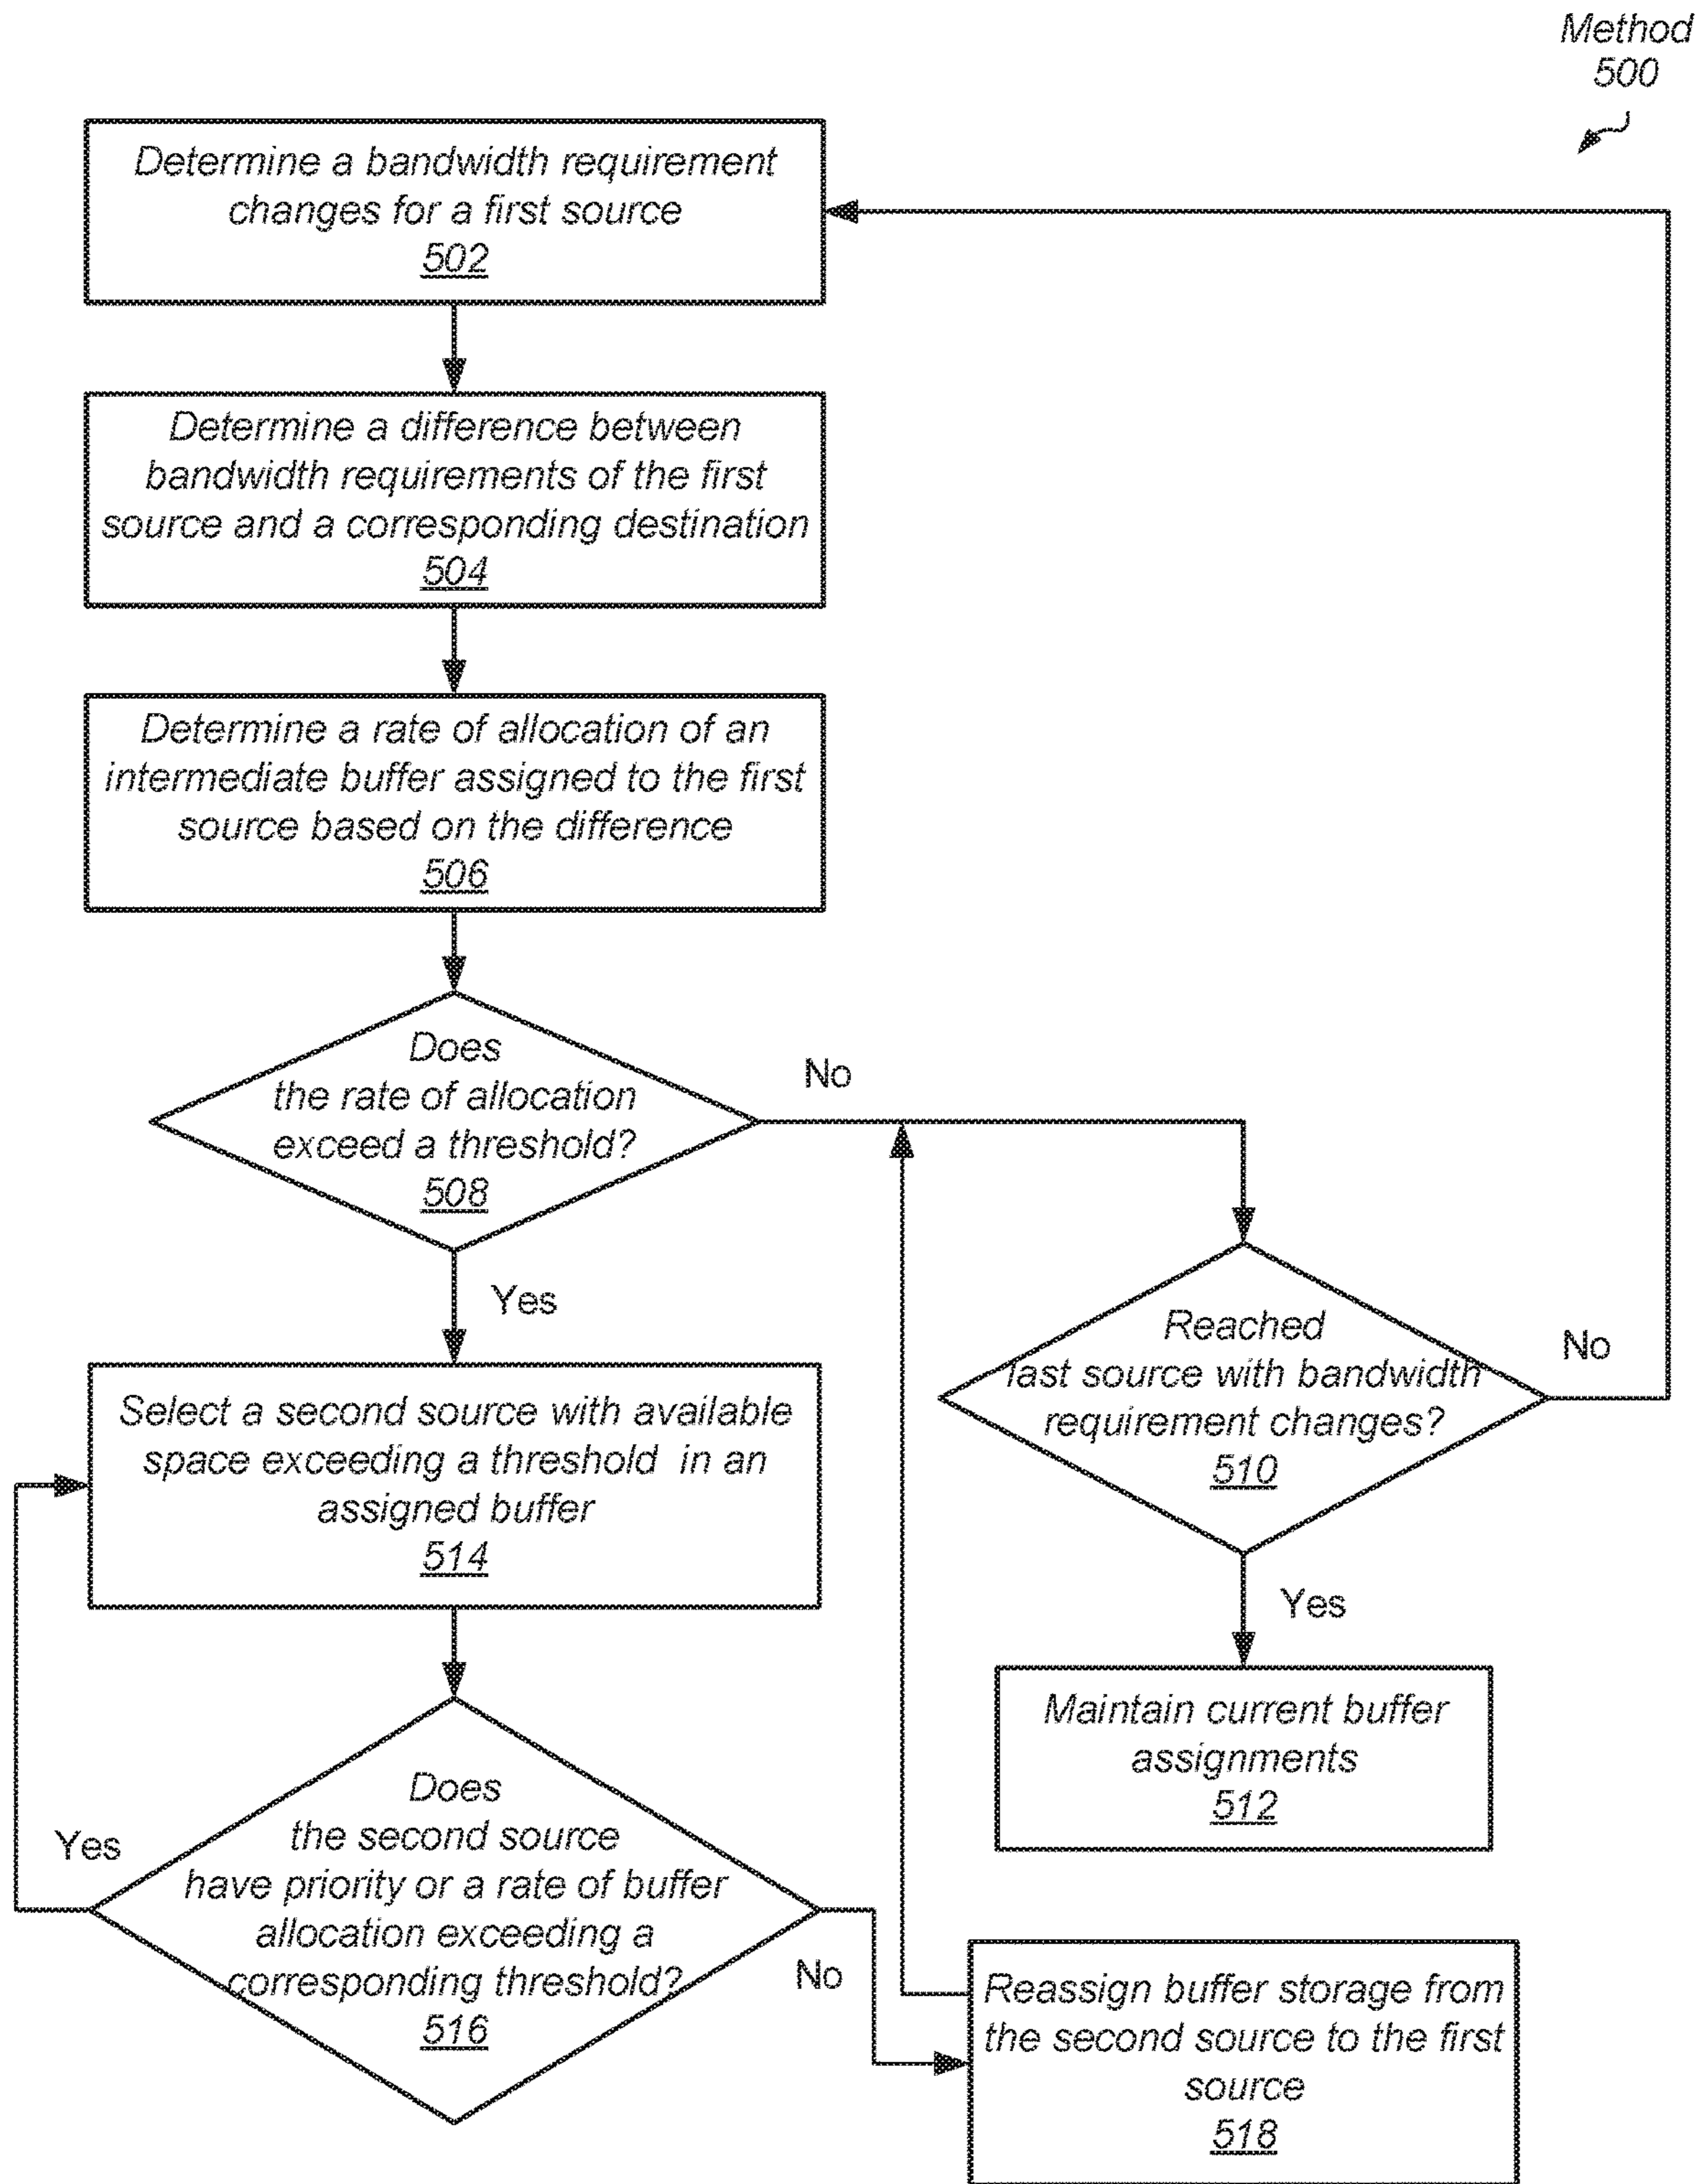 Method
500
Determine a bandwidth requirement
changes for a first source
502
Determine a difference between
bandwidth requirements of the first
source and a corresponding destination
504
Determine a rate of allocation of an
intermediate buffer assigned to the first
source based on the difference
506
Does
the rate of allocation
exceed a threshold?
508
No
Yes
Reached
last source with bandwidth
requirement changes?
510
No
Yes
Maintain current buffer
assignments
512
Select a second source with available
space exceeding a threshold in an
assigned buffer
514
Does
the second source
have priority or a rate of buffer
allocation exceeding a
corresponding threshold?
516
Yes
No
Reassign buffer storage from
the second source to the first
source
518